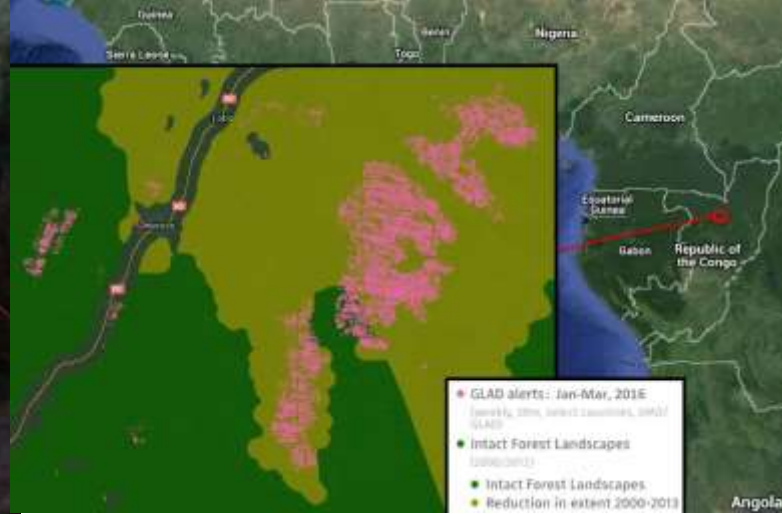 Guinea
Sierra Leone
Benin
Togo
Nigeria
Cameroon
Equatorial
Guinea
Gabon
Republic of
the Congo
Angola
GLAD alerts: Jan-Mar, 2016
Intact Forest Landscapes
Intact Forest Landscapes
Reduction in extent 2000-2013